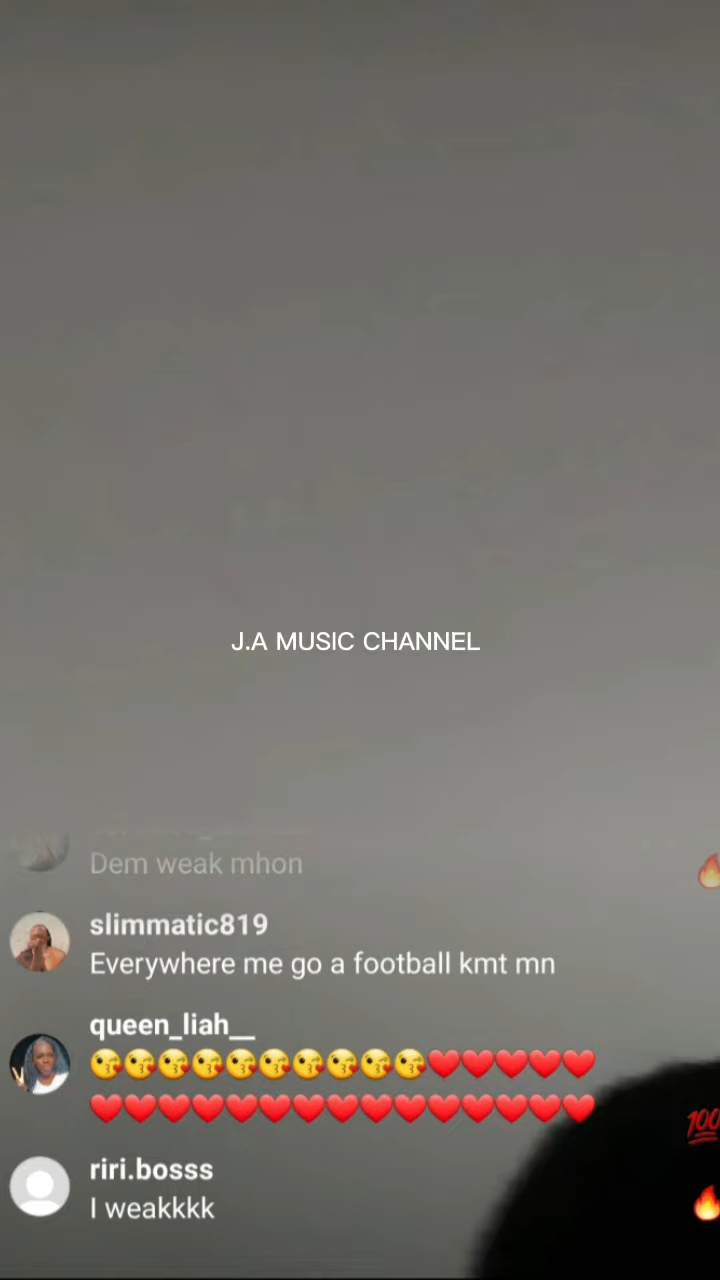 J.A MUSIC CHANNEL
Dem weak mhon
slimmatic819
Everywhere me go a football kmt mn
queen_liah__
😘😘😘😘😘😘😘😘😘😘❤️❤️❤️❤️❤️
❤️❤️❤️❤️❤️❤️❤️❤️❤️❤️❤️❤️❤️❤️❤️
riri.bosss
I weakkkk